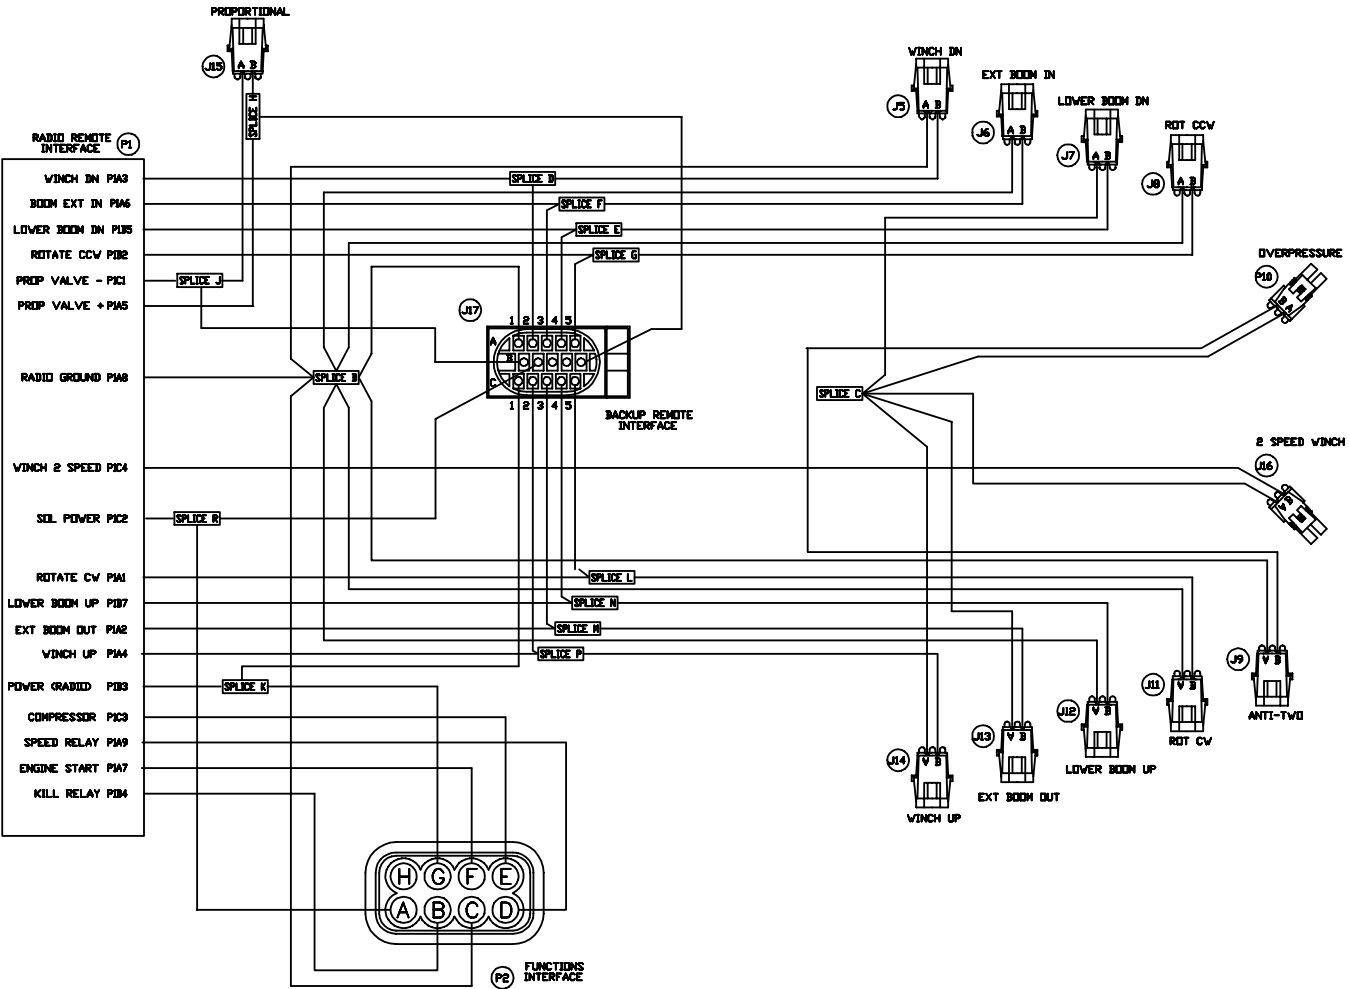 PROPORTIONAL
J15
A B
SPLICE H
WINCH DN
J5
A B
EXT BOOM IN
J6
A B
LOWER BOOM DN
J7
A B
ROT CCW
J8
A B
RADIO REMOTE
INTERFACE
P1
WINCH DN P1A3
SPLICE D
BOOM EXT IN P1A6
SPLICE F
LOWER BOOM DN P1B5
SPLICE E
ROTATE CCW P1B2
SPLICE G
PROP VALVE - P1C1
SPLICE J
PROP VALVE + P1A5
OVERPRESSURE
P10
B A
J17
1 2 3 4 5
A
B
C
1 2 3 4 5
BACKUP REMOTE
INTERFACE
RADIO GROUND P1A8
SPLICE B
SPLICE C
2 SPEED WINCH
J16
B A
WINCH 2 SPEED P1C4
SOL POWER P1C2
SPLICE R
ROTATE CW P1A1
SPLICE L
LOWER BOOM UP P1B7
SPLICE N
EXT BOOM OUT P1A2
SPLICE M
WINCH UP P1A4
SPLICE P
POWER (RADIO) P1B3
SPLICE K
COMPRESSOR P1C3
SPEED RELAY P1A9
ENGINE START P1A7
KILL RELAY P1B4
J9
A B
ANTI-TWO
J11
A B
ROT CW
J12
A B
LOWER BOOM UP
J13
A B
EXT BOOM OUT
J14
A B
WINCH UP
H G F E
A B C D
P2
FUNCTIONS
INTERFACE